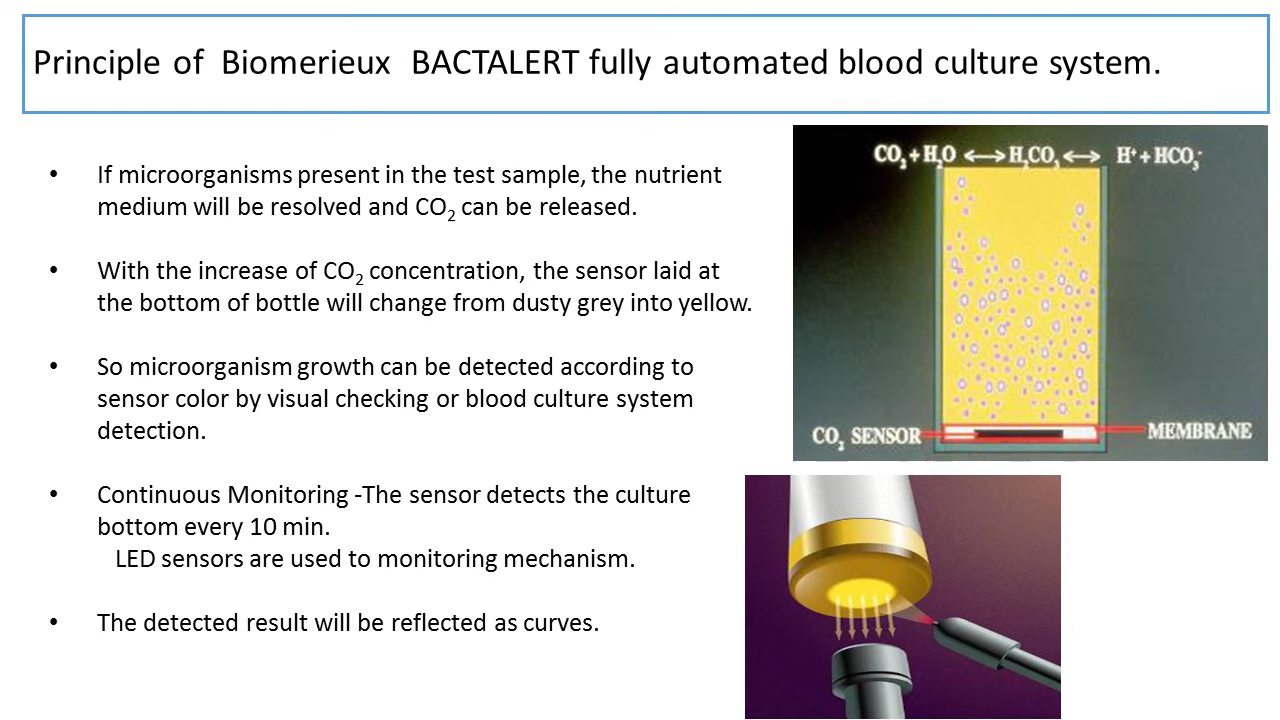 Principle of  Biomerieux  BACTALERT fully automated blood culture system.
• If microorganisms present in the test sample, the nutrient
medium will be resolved and CO₂ can be released.
• With the increase of CO₂ concentration, the sensor laid at
the bottom of bottle will change from dusty grey into yellow.
• So microorganism growth can be detected according to
sensor color by visual checking or blood culture system
detection.
• Continuous Monitoring -The sensor detects the culture
bottom every 10 min.
LED sensors are used to monitoring mechanism.
• The detected result will be reflected as curves.
CO₂ + H₂O <—> H₂CO₃ <—> H⁺ + HCO₃⁻
CO₂ SENSOR
MEMBRANE